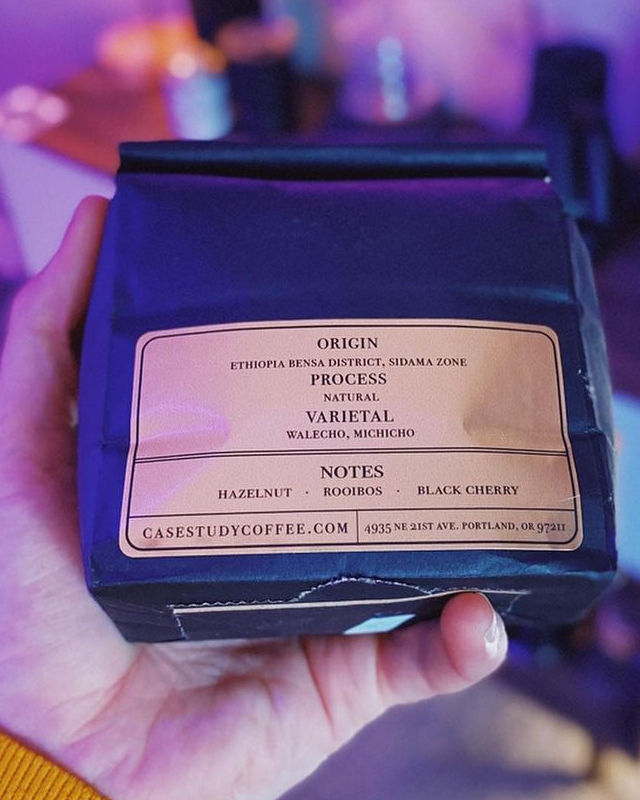 ORIGIN
ETHIOPIA BENSA DISTRICT, SIDAMA ZONE
PROCESS
NATURAL
VARIETAL
WALECHO, MICHICHO
NOTES
HAZELNUT · ROOIBOS · BLACK CHERRY
CASESTUDYCOFFEE.COM
4935 NE 21ST AVE. PORTLAND, OR 97211